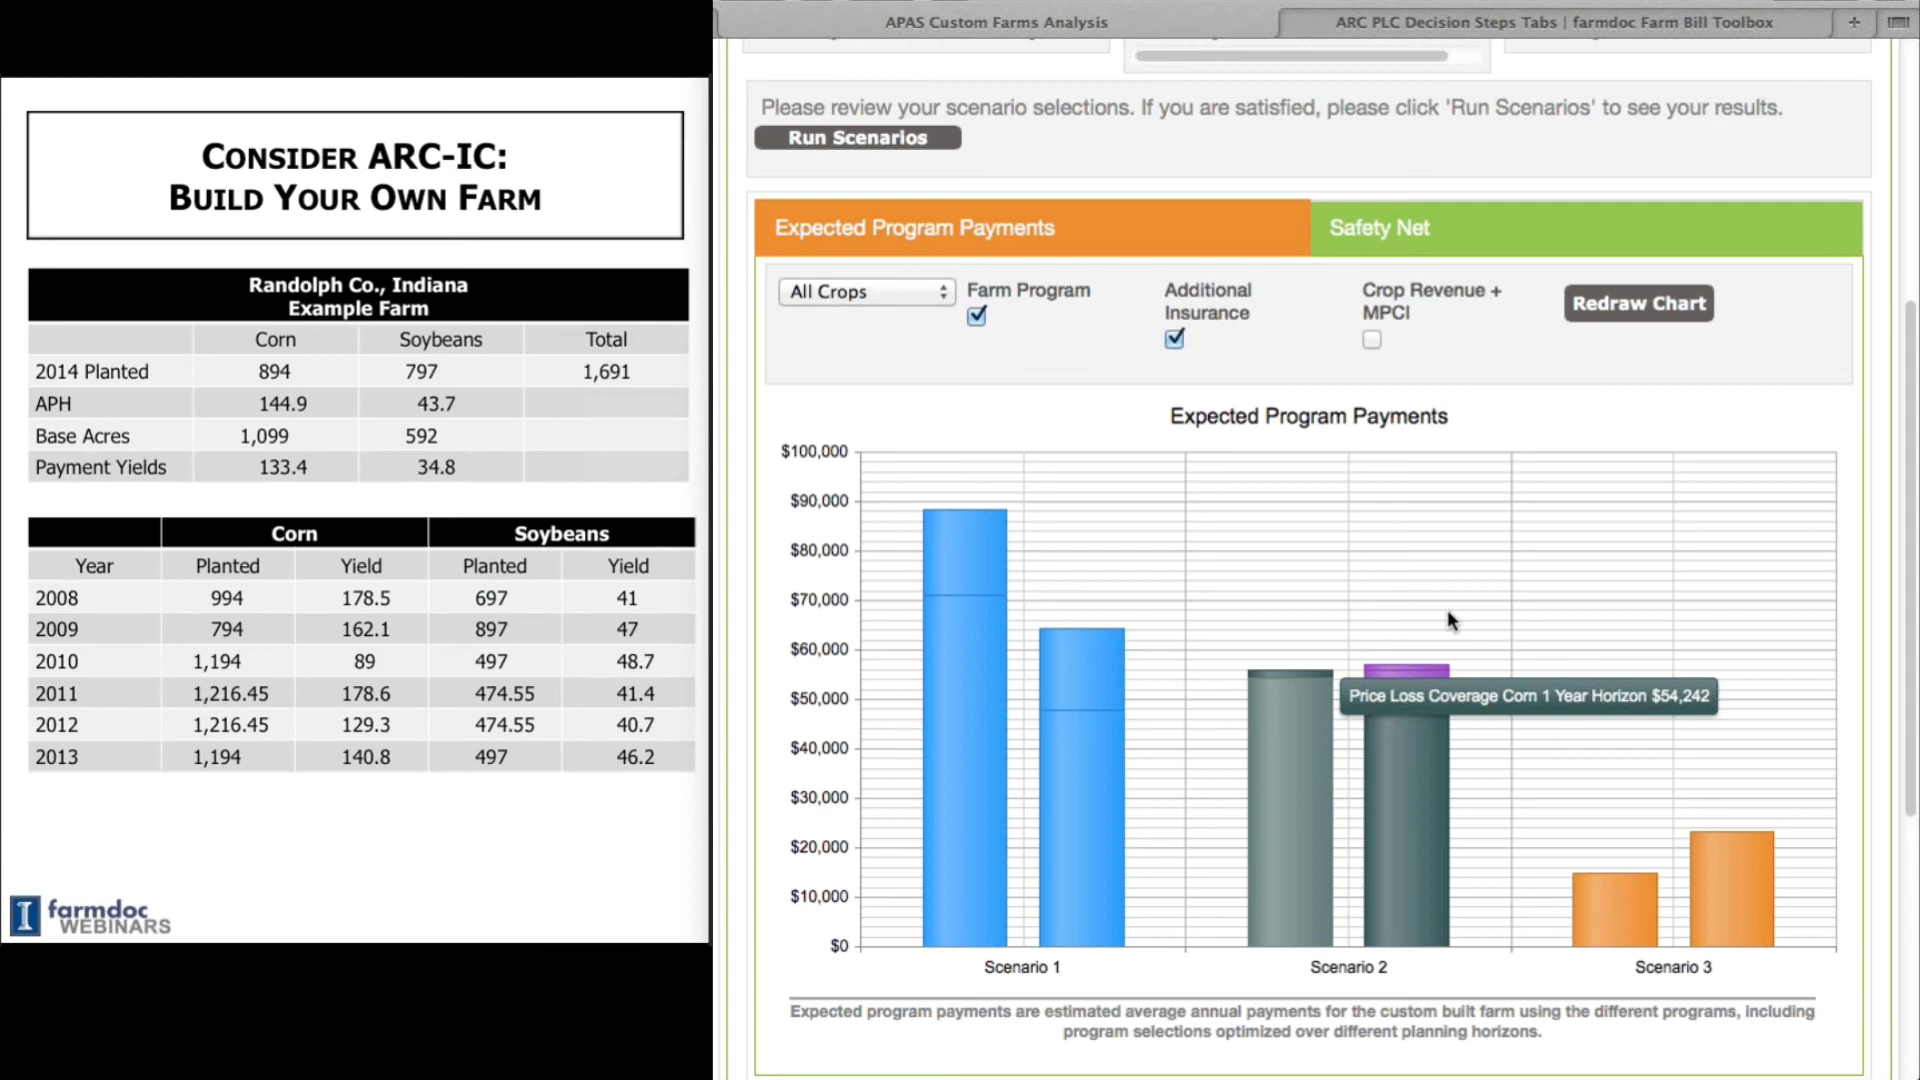 APAS Custom Farms Analysis
ARC PLC Decision Steps Tabs | farmdoc Farm Bill Toolbox
CONSIDER ARC-IC:
BUILD YOUR OWN FARM
Randolph Co., Indiana
Example Farm
Corn Soybeans Total
2014 Planted 894 797 1,691
APH 144.9 43.7
Base Acres 1,099 592
Payment Yields 133.4 34.8
Corn Soybeans
Year Planted Yield Planted Yield
2008 994 178.5 697 41
2009 794 162.1 897 47
2010 1,194 89 497 48.7
2011 1,216.45 178.6 474.55 41.4
2012 1,216.45 129.3 474.55 40.7
2013 1,194 140.8 497 46.2
farmdoc
WEBINARS
Please review your scenario selections. If you are satisfied, please click 'Run Scenarios' to see your results.
Run Scenarios
Expected Program Payments
Safety Net
All Crops
Farm Program
Additional
Insurance
Crop Revenue +
MPCI
Redraw Chart
Expected Program Payments
$100,000
$90,000
$80,000
$70,000
$60,000
$50,000
$40,000
$30,000
$20,000
$10,000
$0
Price Loss Coverage Corn 1 Year Horizon $54,242
Scenario 1 Scenario 2 Scenario 3
Expected program payments are estimated average annual payments for the custom built farm using the different programs, including
program selections optimized over different planning horizons.